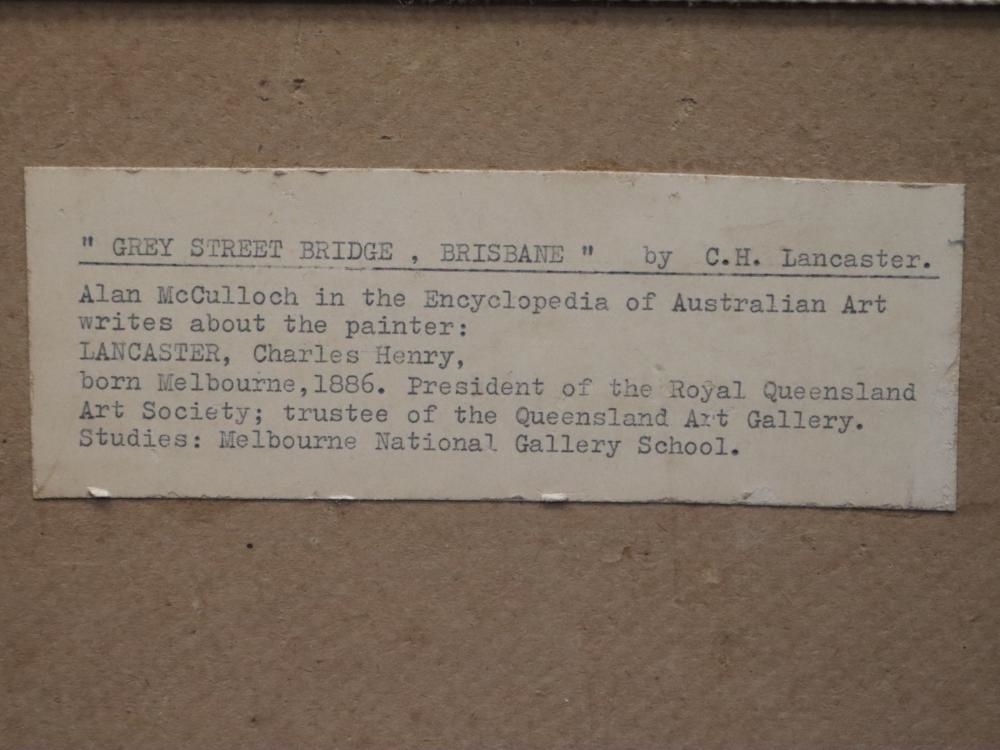 " GREY STREET BRIDGE , BRISBANE " by C.H. Lancaster.
Alan McCulloch in the Encyclopedia of Australian Art
writes about the painter:
LANCASTER, Charles Henry,
born Melbourne,1886. President of the Royal Queensland
Art Society; trustee of the Queensland Art Gallery.
Studies: Melbourne National Gallery School.